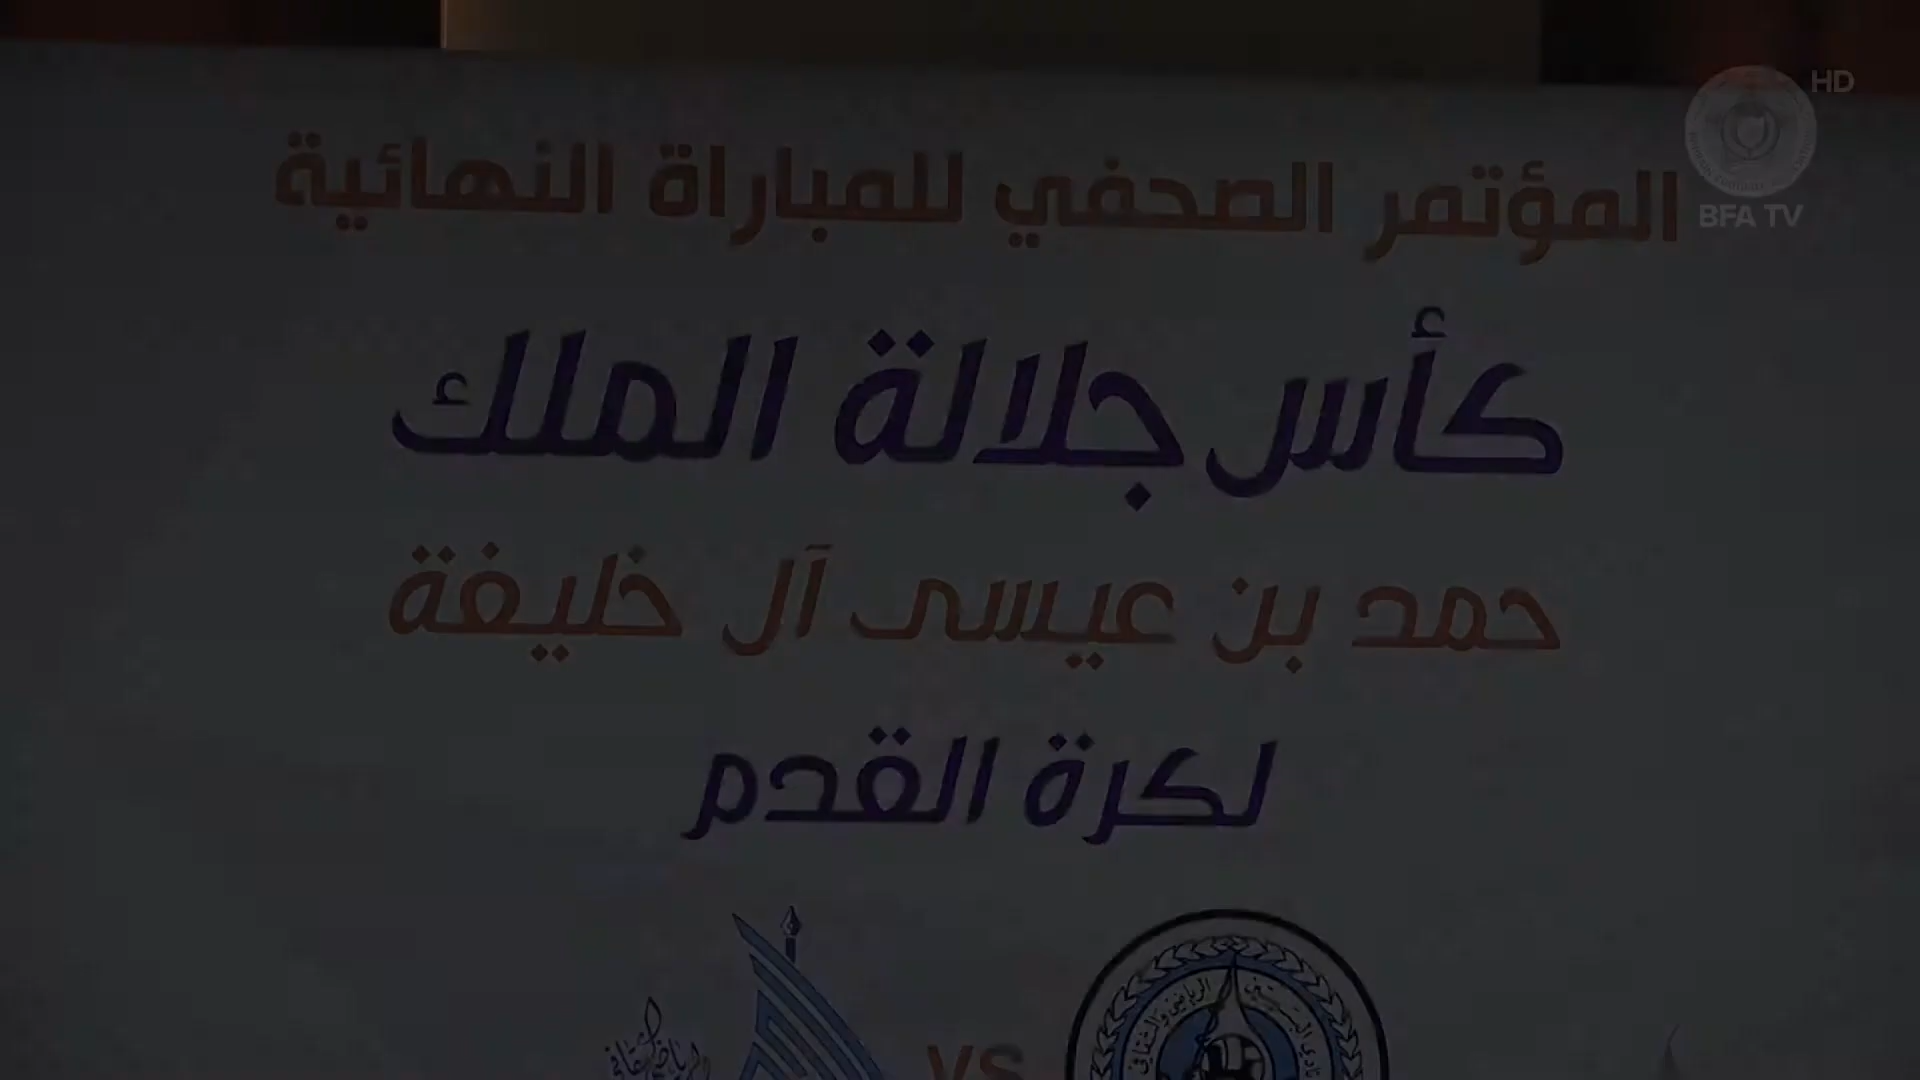 HD
BFA TV
المؤتمر الصحفي للمباراة النهائية
كأس جلالة الملك
حمد بن عيسى آل خليفة
لكرة القدم
VS